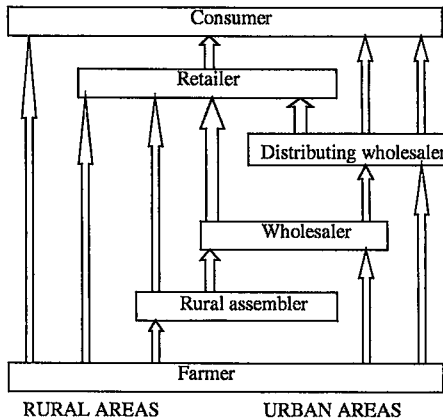 Consumer
Retailer
Distributing wholesaler
Wholesaler
Rural assembler
Farmer
RURAL AREAS URBAN AREAS